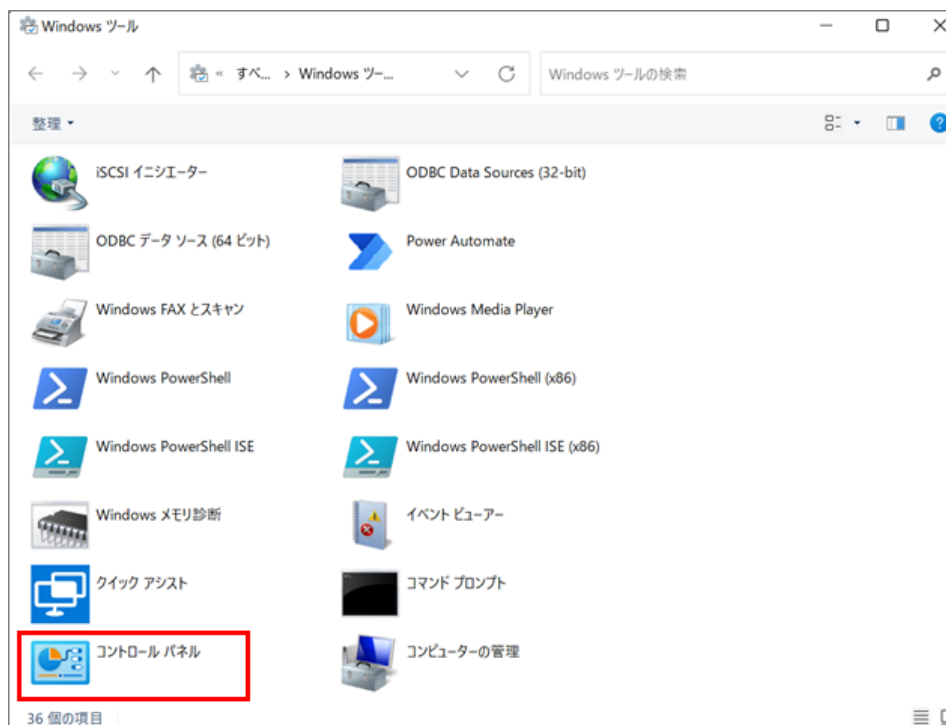 Windows ツール
« すべ... › Windows ツー...
Windows ツールの検索
整理
iSCSI イニシエーター
ODBC Data Sources (32-bit)
ODBC データ ソース (64 ビット)
Power Automate
Windows FAX とスキャン
Windows Media Player
Windows PowerShell
Windows PowerShell (x86)
Windows PowerShell ISE
Windows PowerShell ISE (x86)
Windows メモリ診断
イベント ビューアー
クイック アシスト
コマンド プロンプト
コントロール パネル
コンピューターの管理
36 個の項目